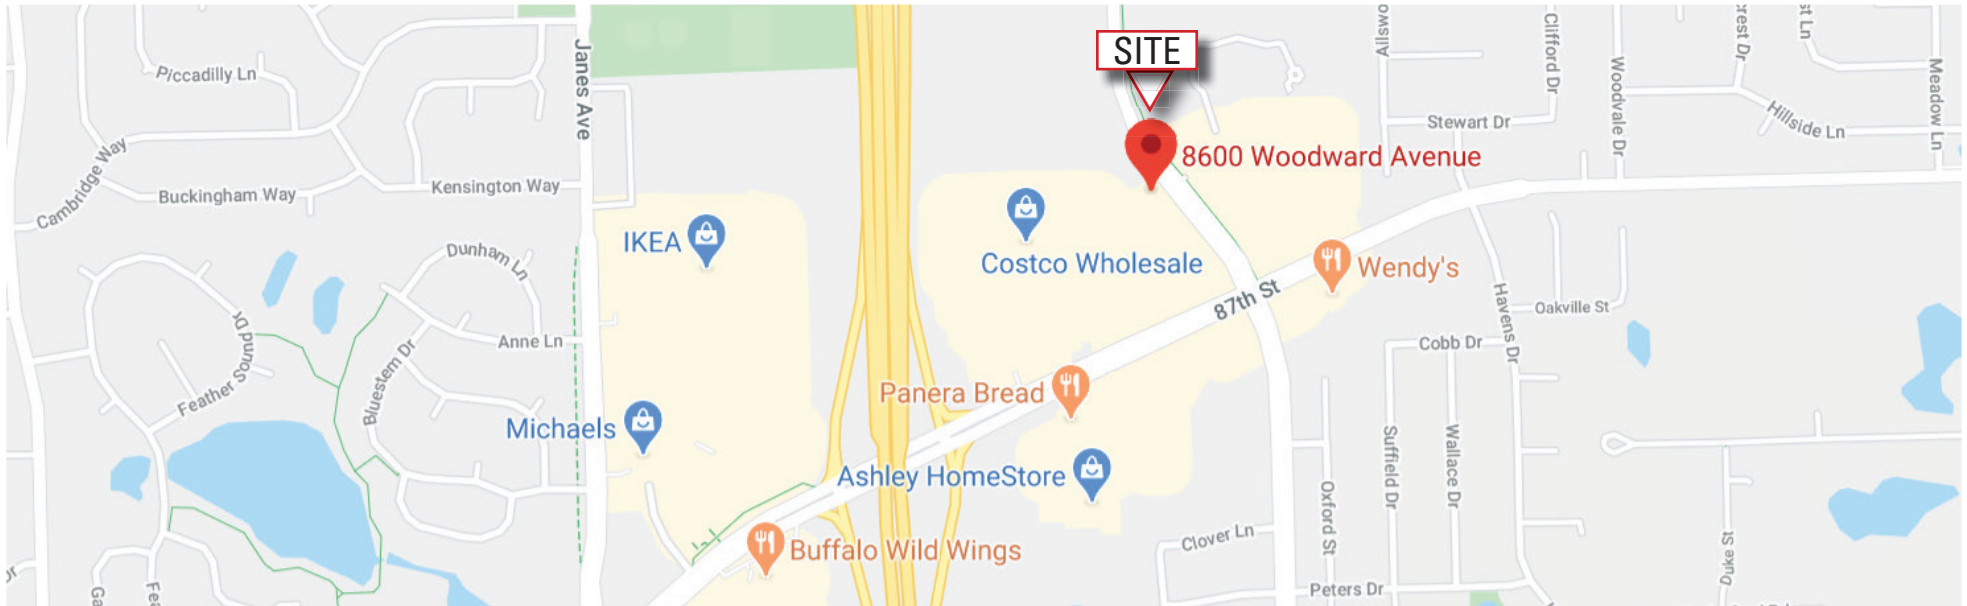 SITE
8600 Woodward Avenue
Piccadilly Ln
Janes Ave
Clifford Dr
Woodvale Dr
Hillside Ln
Meadow Ln
Stewart Dr
Cambridge Way
Buckingham Way
Kensington Way
IKEA
Costco Wholesale
Wendy's
87th St
Dunham Ln
Anne Ln
Feather Sound Dr
Bluestem Dr
Havens Dr
Oakville St
Cobb Dr
Panera Bread
Michaels
Ashley HomeStore
Suffield Dr
Wallace Dr
Oxford St
Clover Ln
Buffalo Wild Wings
Peters Dr
Duke St